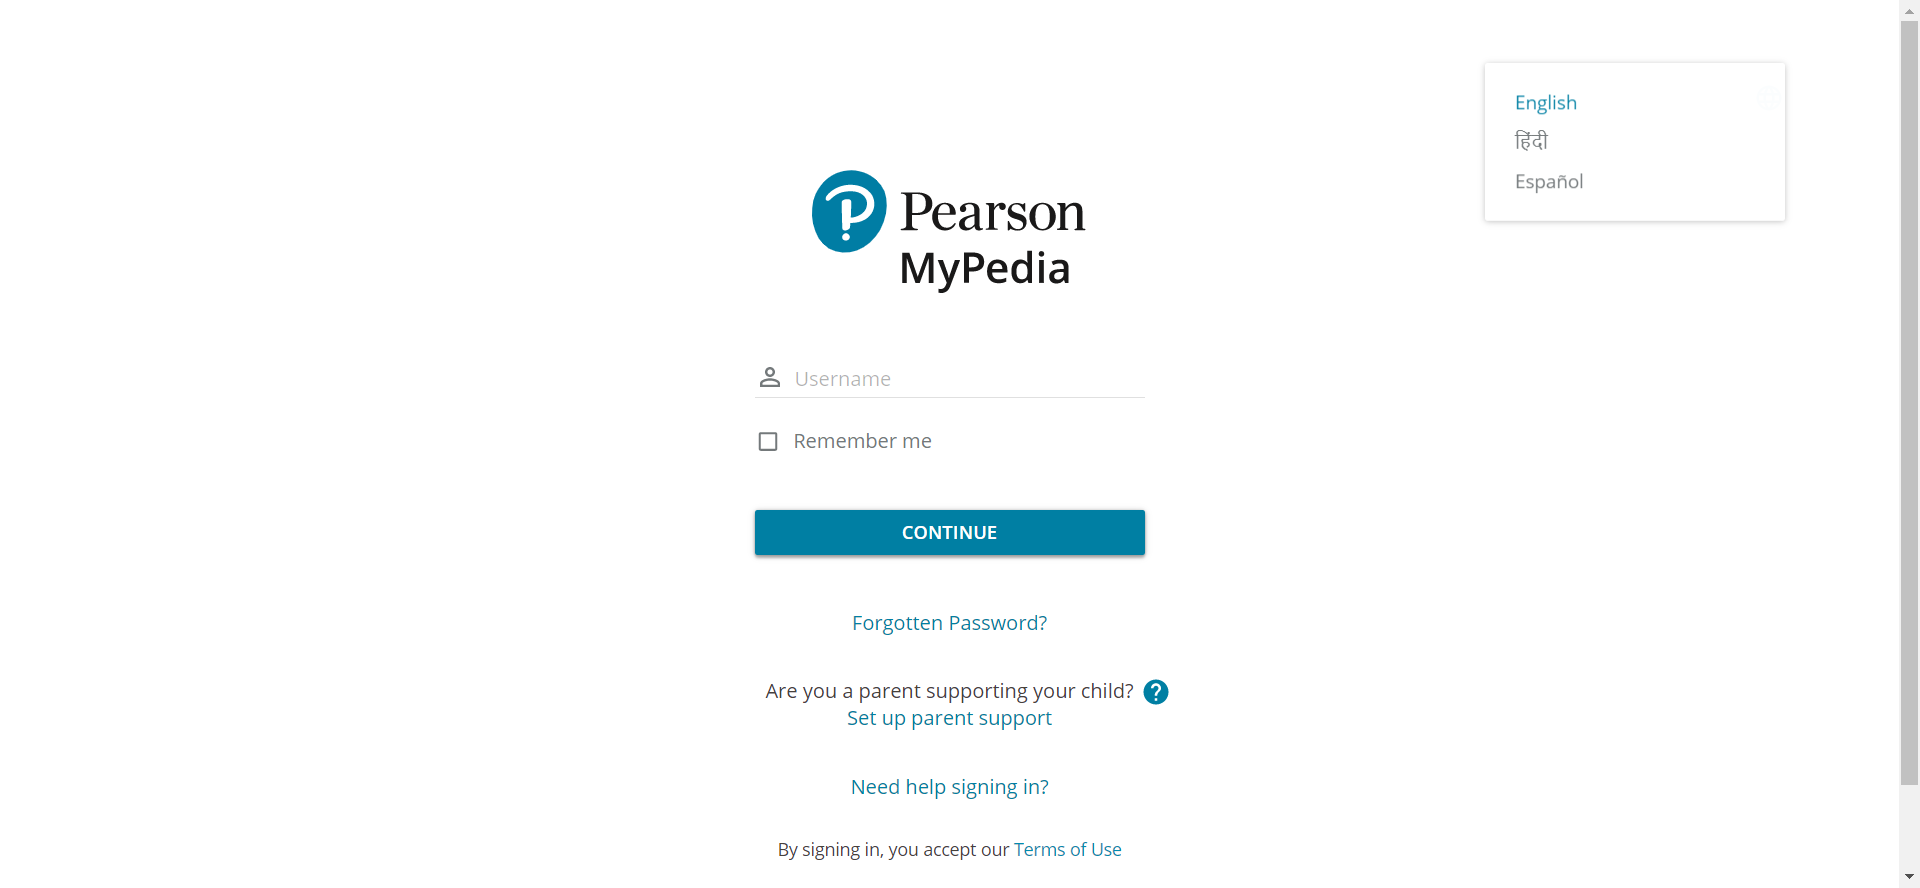 English
हिंदी
Español
Pearson
MyPedia
Username
Remember me
CONTINUE
Forgotten Password?
Are you a parent supporting your child? ?
Set up parent support
Need help signing in?
By signing in, you accept our Terms of Use